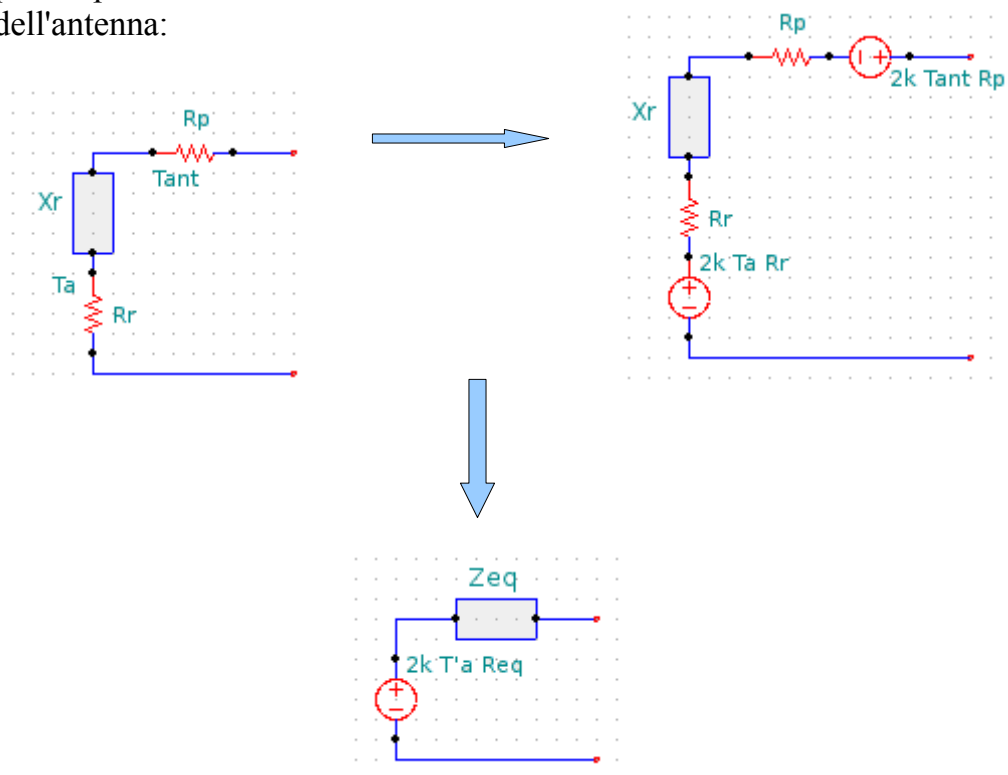 dell'antenna:
Rp
2k Tant Rp
Xr
Rr
2k Ta Rr
Rp
Tant
Xr
Ta
Rr
Zeq
2k T'a Req